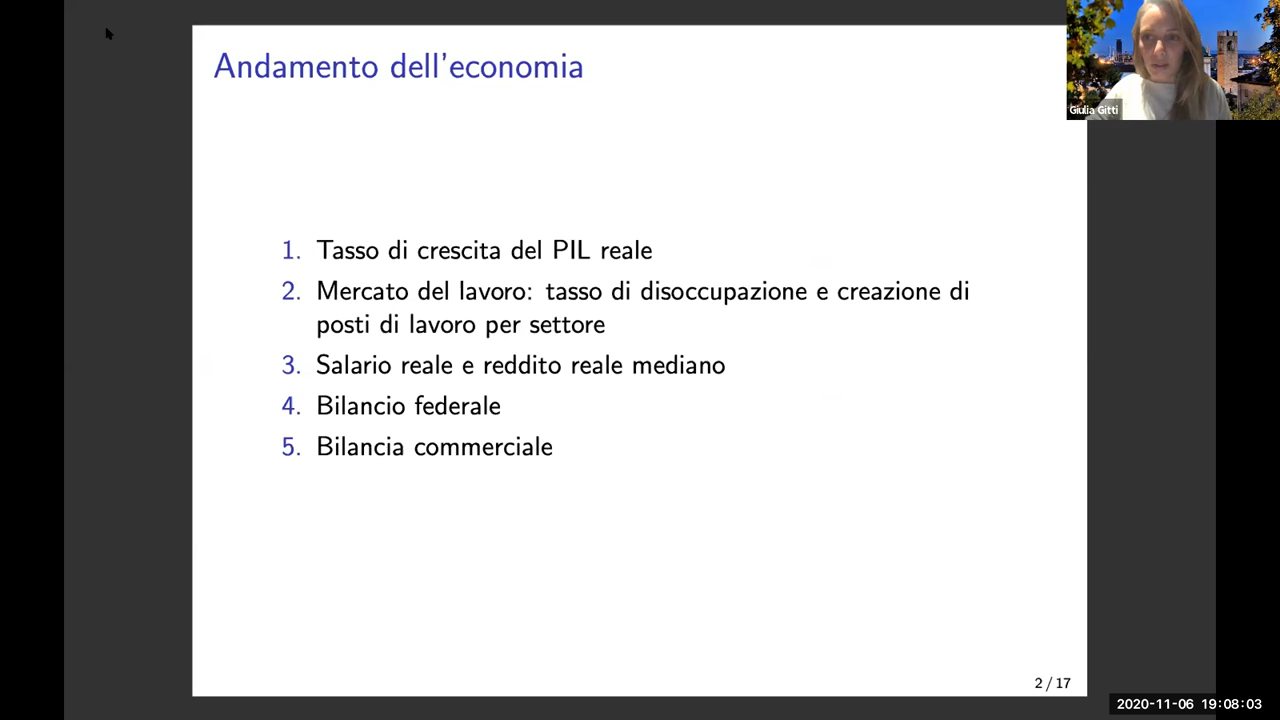 Andamento dell'economia
Giulia Gitti
1. Tasso di crescita del PIL reale
2. Mercato del lavoro: tasso di disoccupazione e creazione di
posti di lavoro per settore
3. Salario reale e reddito reale mediano
4. Bilancio federale
5. Bilancia commerciale
2 / 17
2020-11-06 19:08:03